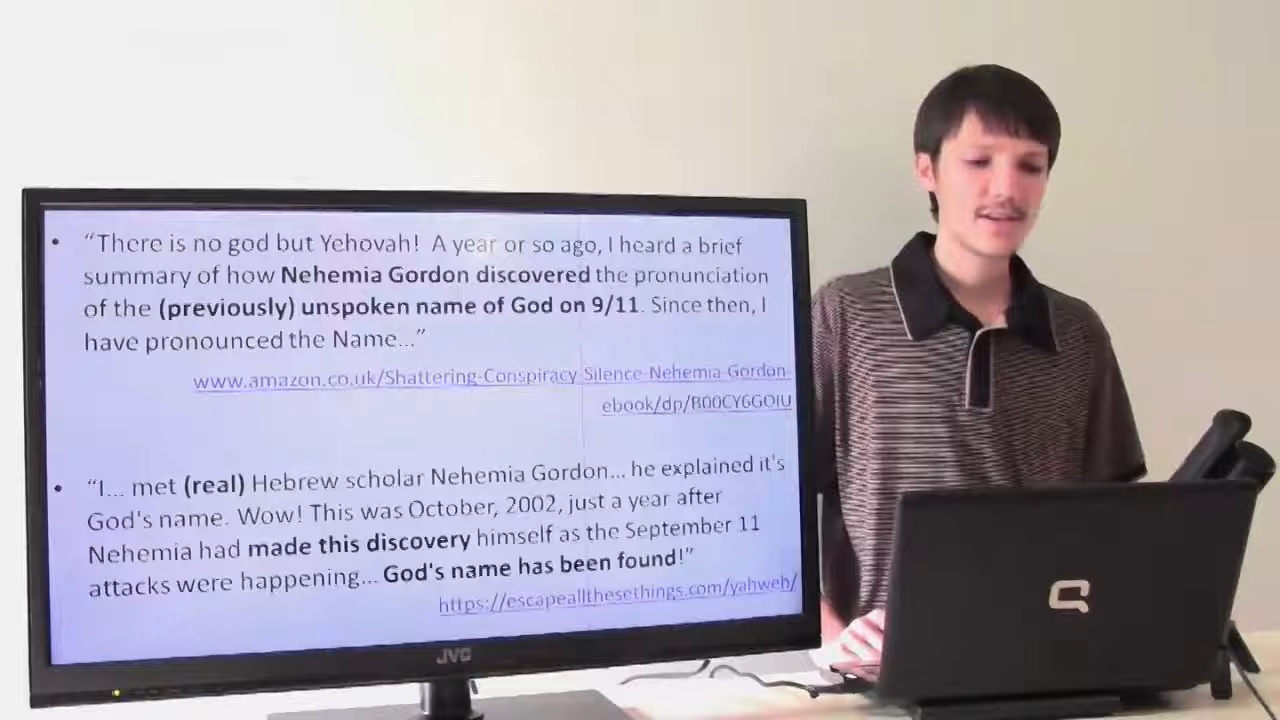 • “There is no god but Yehovah! A year or so ago, I heard a brief
summary of how Nehemia Gordon discovered the pronunciation
of the (previously) unspoken name of God on 9/11. Since then, I
have pronounced the Name...”
www.amazon.co.uk/Shattering-Conspiracy-Silence-Nehemia-Gordon-
ebook/dp/B00CY6GOIU
• “I... met (real) Hebrew scholar Nehemia Gordon... he explained it's
God's name. Wow! This was October, 2002, just a year after
Nehemia had made this discovery himself as the September 11
attacks were happening... God's name has been found!”
https://escapeallthesethings.com/yahweh/
JVC